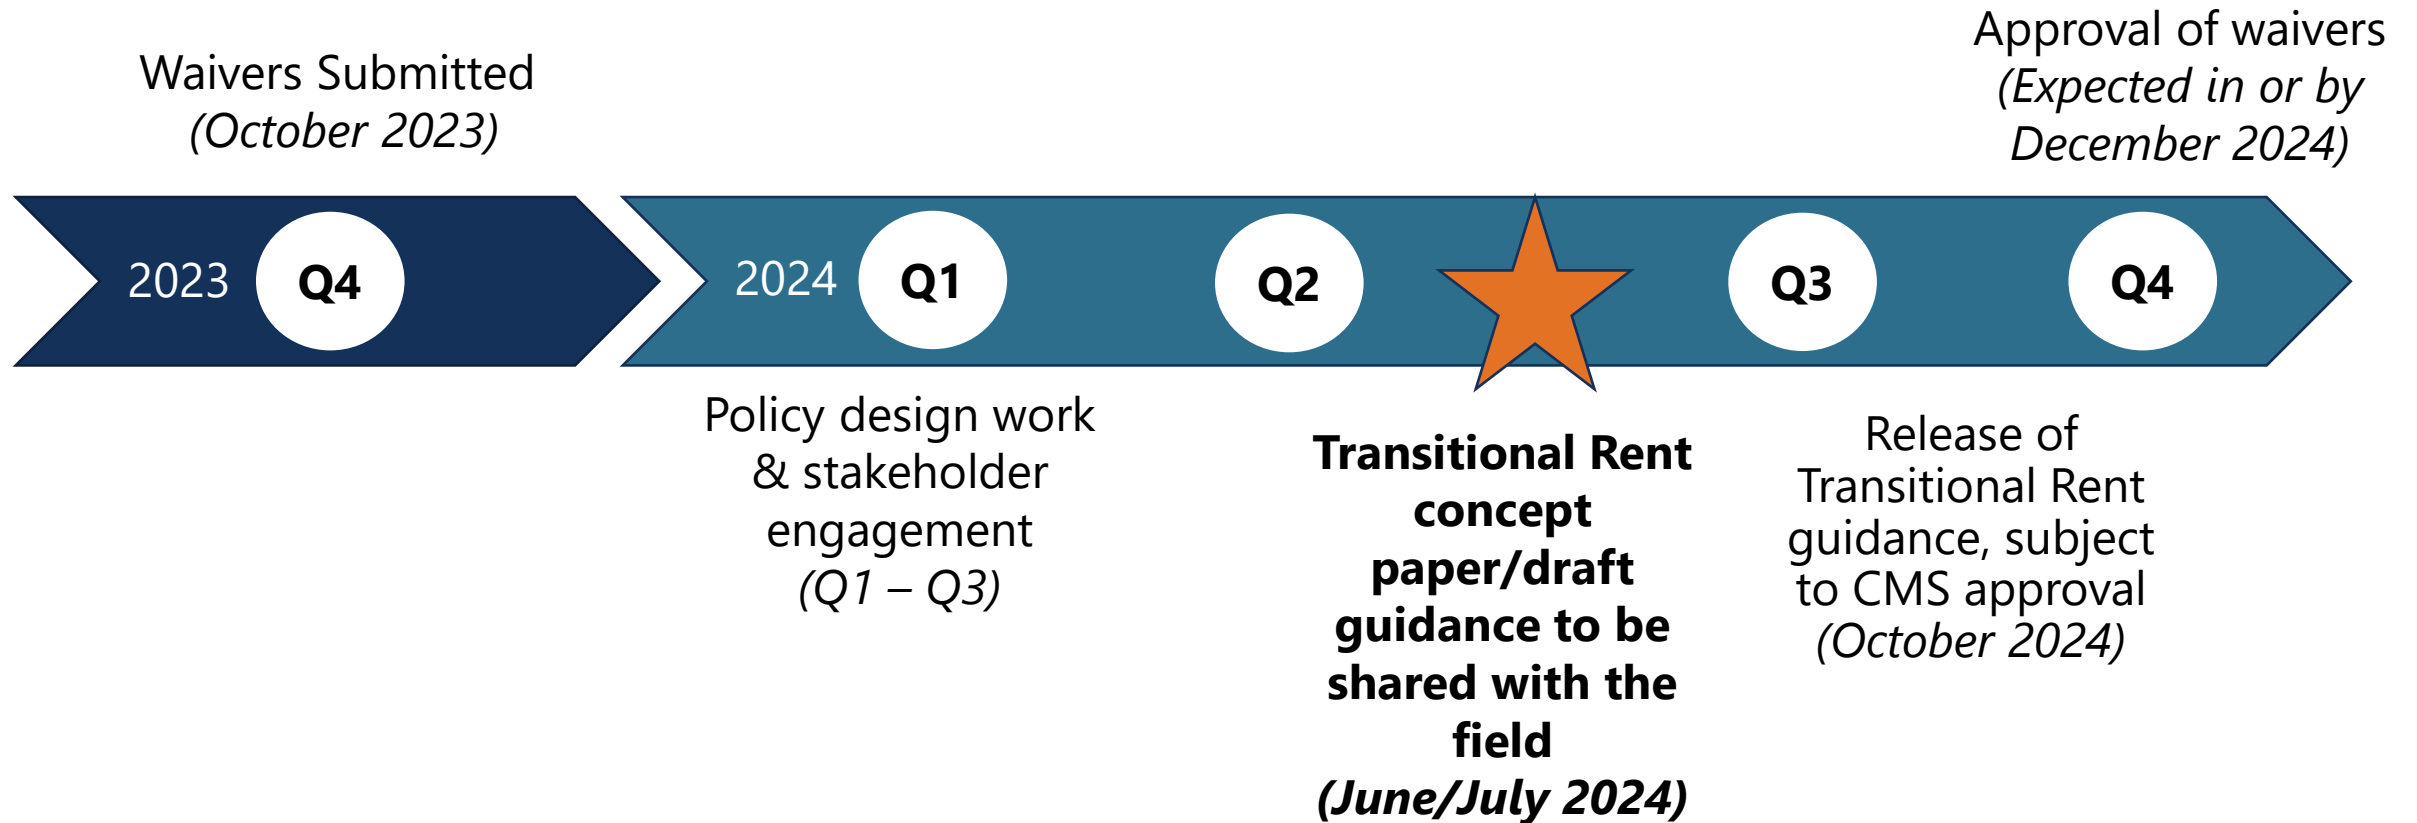 Waivers Submitted
(October 2023)
Approval of waivers
(Expected in or by
December 2024)
2023
Q4
2024
Q1
Q2
Q3
Q4
Policy design work
& stakeholder
engagement
(Q1 – Q3)
Transitional Rent
concept
paper/draft
guidance to be
shared with the
field
(June/July 2024)
Release of
Transitional Rent
guidance, subject
to CMS approval
(October 2024)